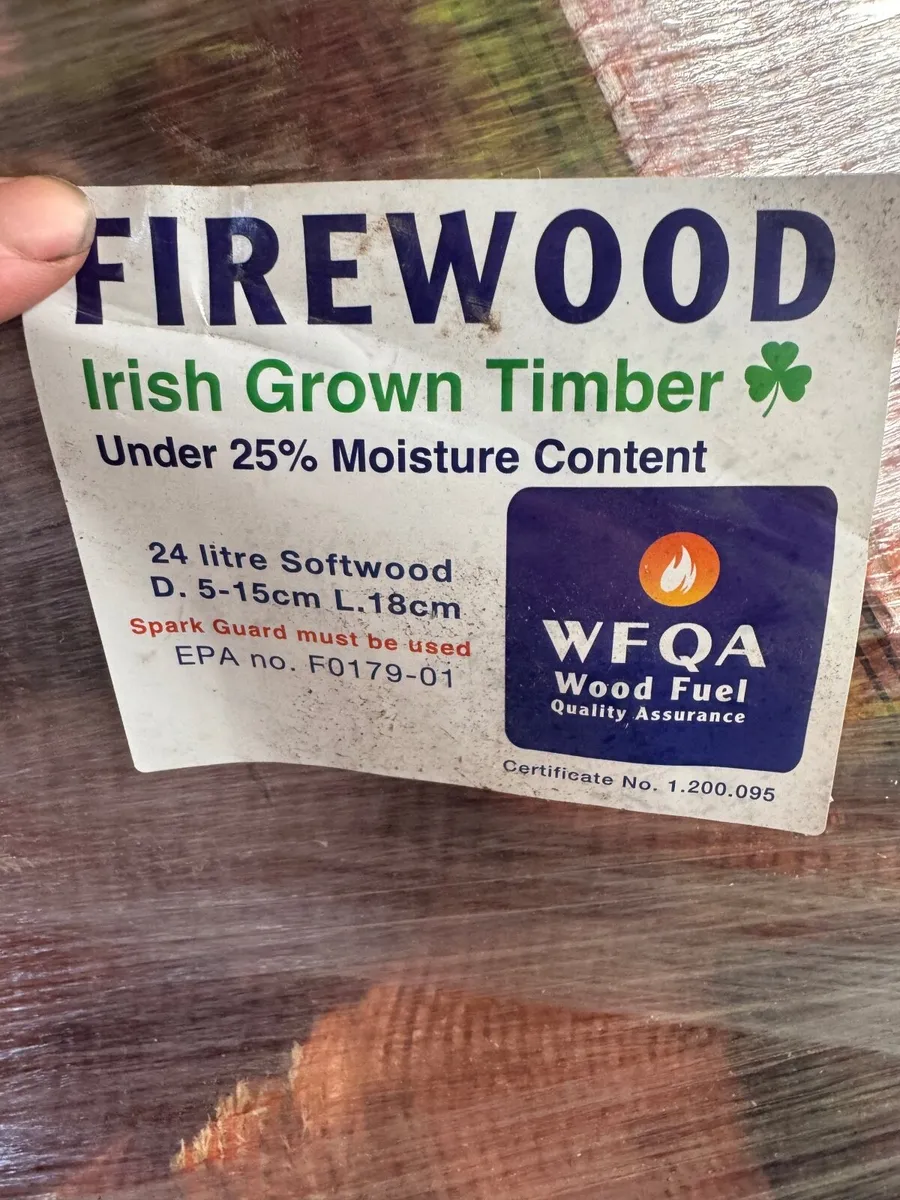 FIREWOOD
Irish Grown Timber
Under 25% Moisture Content
24 litre Softwood
D. 5-15cm L.18cm
Spark Guard must be used
EPA no. F0179-01
WFQA
Wood Fuel
Quality Assurance
Certificate No. 1.200.095